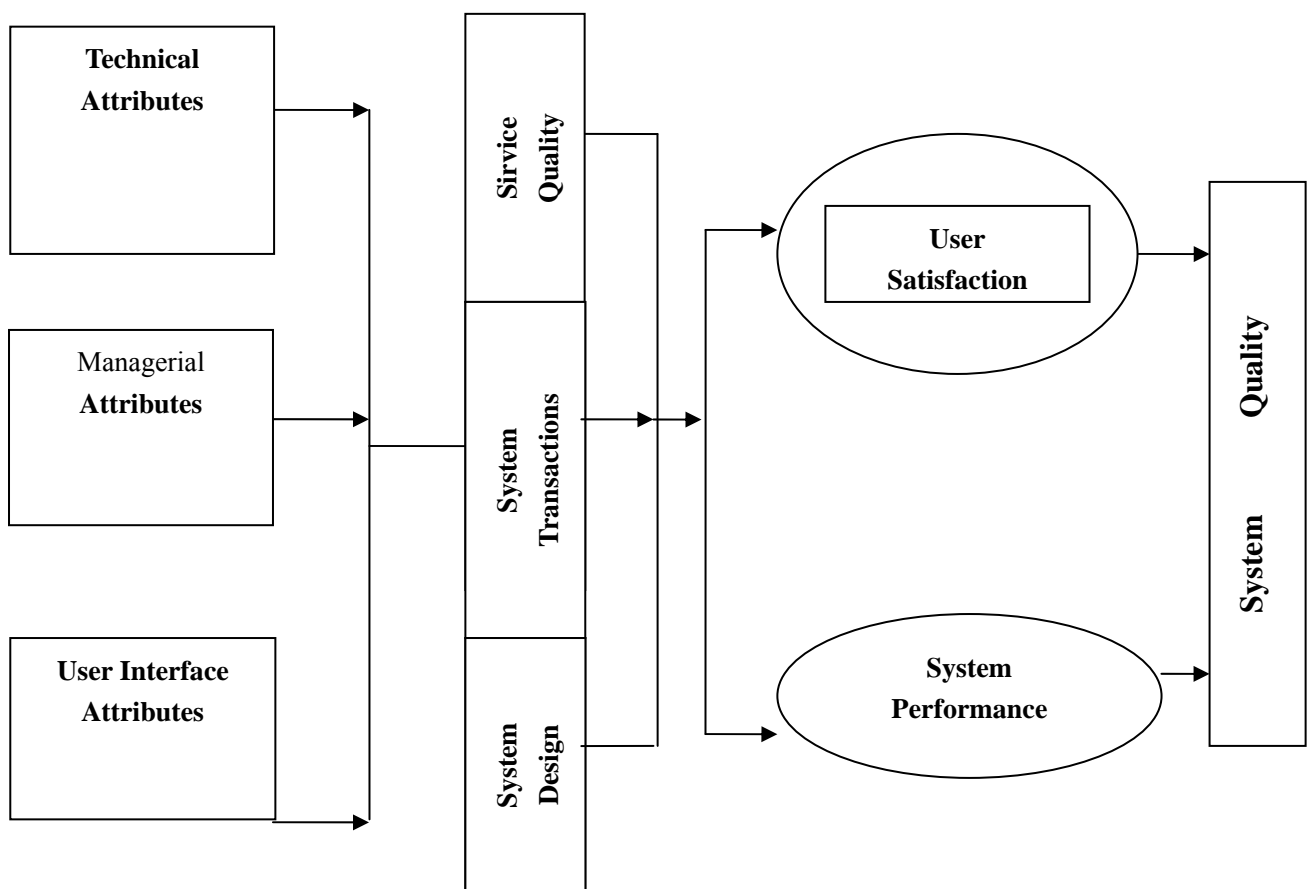 Technical
Attributes
Managerial
Attributes
User Interface
Attributes
Sirvice
Quality
System
Transactions
System
Design
User
Satisfaction
System
Performance
System Quality